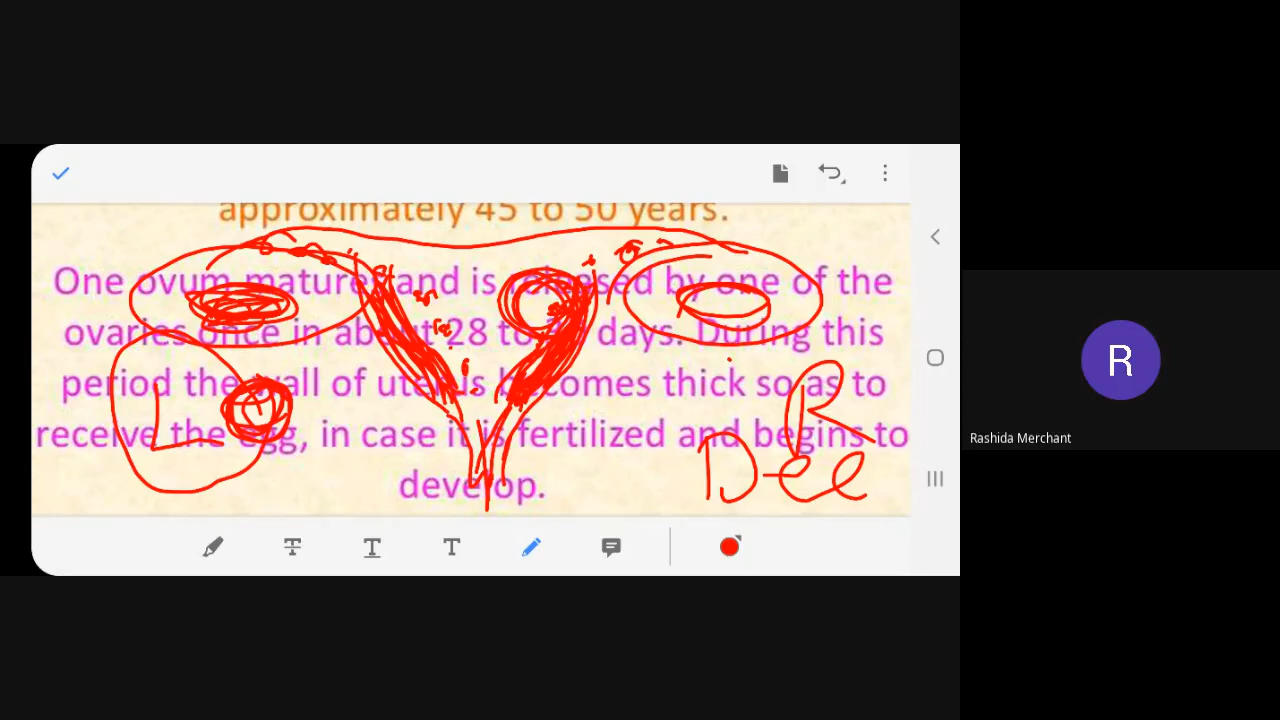 approximately 45 to 50 years.
One ovum matures and is released by one of the
ovaries once in about 28 to days. During this
period the wall of uterus becomes thick so as to
receive the egg, in case it is fertilized and begins to
develop.
L
R
Dee
R
Rashida Merchant